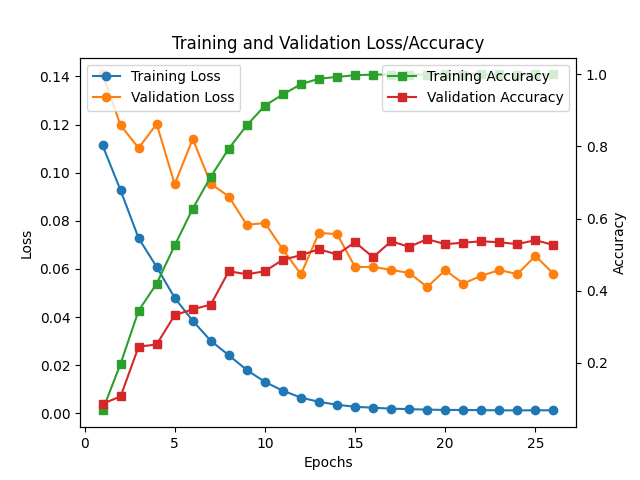 Training and Validation Loss/Accuracy
Training Loss
Validation Loss
Training Accuracy
Validation Accuracy
0.14
0.12
0.10
0.08
0.06
0.04
0.02
0.00
Loss
1.0
0.8
0.6
0.4
0.2
Accuracy
0 5 10 15 20 25
Epochs